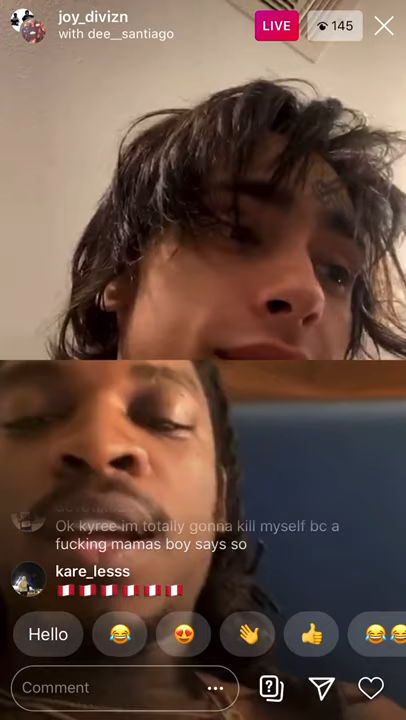 joy_divizn
with dee__santiago
LIVE
145
Ok kyree im totally gonna kill myself bc a
fucking mamas boy says so
kare_lesss
🇵🇪🇵🇪🇵🇪🇵🇪🇵🇪🇵🇪
Hello 😂 😍 👋 👍 😂😂
Comment